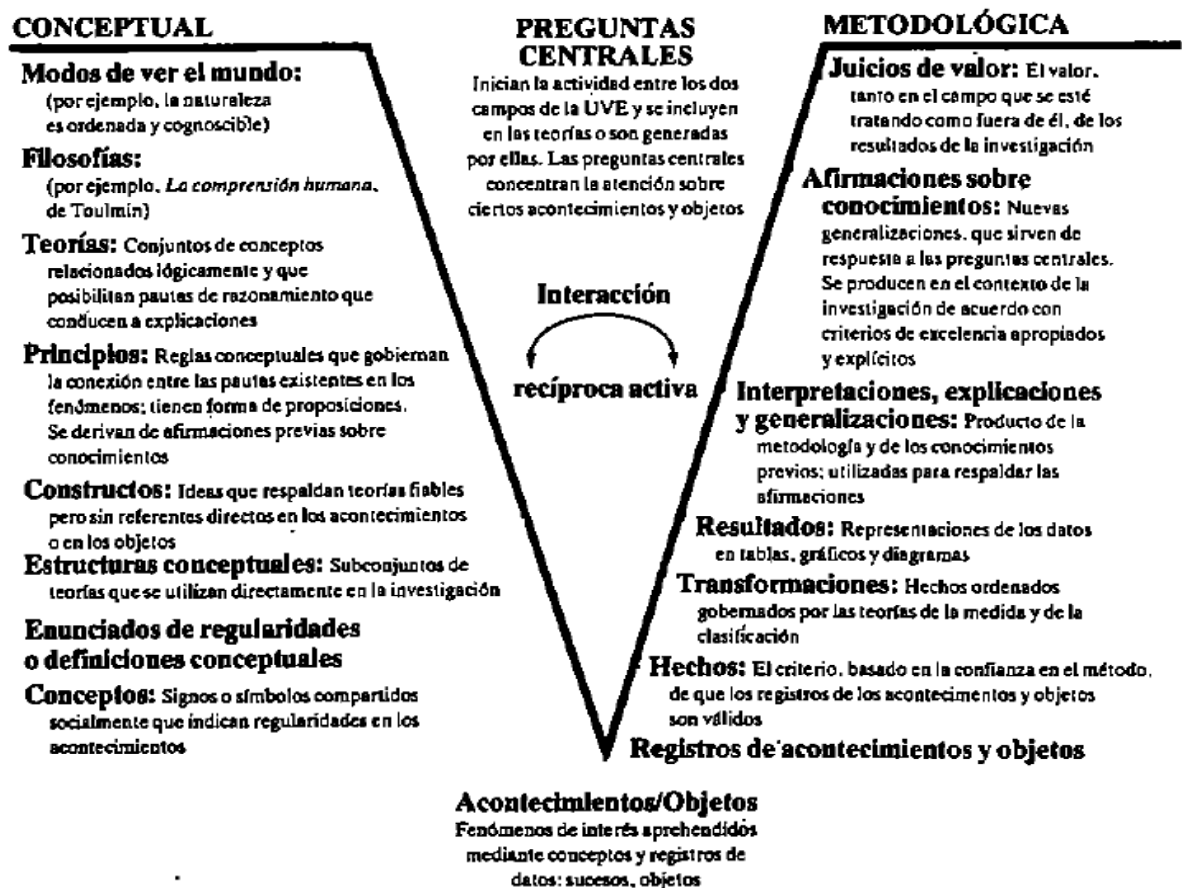 CONCEPTUAL
Modos de ver el mundo:
(por ejemplo, la naturaleza
es ordenada y cognoscible)
Filosofías:
(por ejemplo, La comprensión humana,
de Toulmin)
Teorías: Conjuntos de conceptos
relacionados lógicamente y que
posibilitan pautas de razonamiento que
conducen a explicaciones
Principios: Reglas conceptuales que gobiernan
la conexión entre las pautas existentes en los
fenómenos; tienen forma de proposiciones.
Se derivan de afirmaciones previas sobre
conocimientos
Constructos: Ideas que respaldan teorías fiables
pero sin referentes directos en los acontecimientos
o en los objetos
Estructuras conceptuales: Subconjuntos de
teorías que se utilizan directamente en la investigación
Enunciados de regularidades
o definiciones conceptuales
Conceptos: Signos o símbolos compartidos
socialmente que indican regularidades en los
acontecimientos
PREGUNTAS
CENTRALES
Inician la actividad entre los dos
campos de la UVE y se incluyen
en las teorías o son generadas
por ellas. Las preguntas centrales
concentran la atención sobre
ciertos acontecimientos y objetos
Interacción
recíproca activa
METODOLÓGICA
Juicios de valor: El valor,
tanto en el campo que se esté
tratando como fuera de él, de los
resultados de la investigación
Afirmaciones sobre
conocimientos: Nuevas
generalizaciones, que sirven de
respuesta a las preguntas centrales.
Se producen en el contexto de la
investigación de acuerdo con
criterios de excelencia apropiados
y explícitos
Interpretaciones, explicaciones
y generalizaciones: Producto de la
metodología y de los conocimientos
previos; utilizadas para respaldar las
afirmaciones
Resultados: Representaciones de los datos
en tablas, gráficos y diagramas
Transformaciones: Hechos ordenados
gobernados por las teorías de la medida y de la
clasificación
Hechos: El criterio, basado en la confianza en el método,
de que los registros de los acontecimentos y objetos
son válidos
Registros de acontecimientos y objetos
Acontecimientos/Objetos
Fenómenos de interés aprehendidos
mediante conceptos y registros de
datos: sucesos, objetos